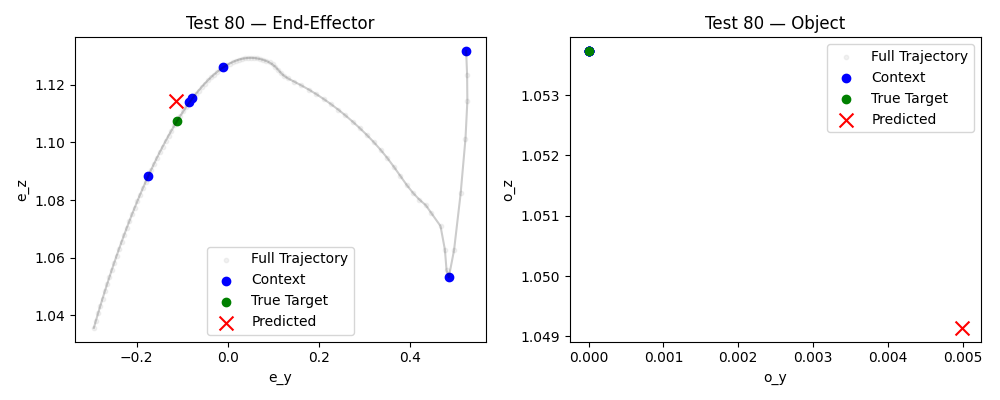 Test 80 — End-Effector
e_z
1.12
1.10
1.08
1.06
1.04
Full Trajectory
Context
True Target
Predicted
−0.2
0.0
0.2
0.4
e_y
Test 80 — Object
o_z
1.053
1.052
1.051
1.050
1.049
Full Trajectory
Context
True Target
Predicted
0.000
0.001
0.002
0.003
0.004
0.005
o_y